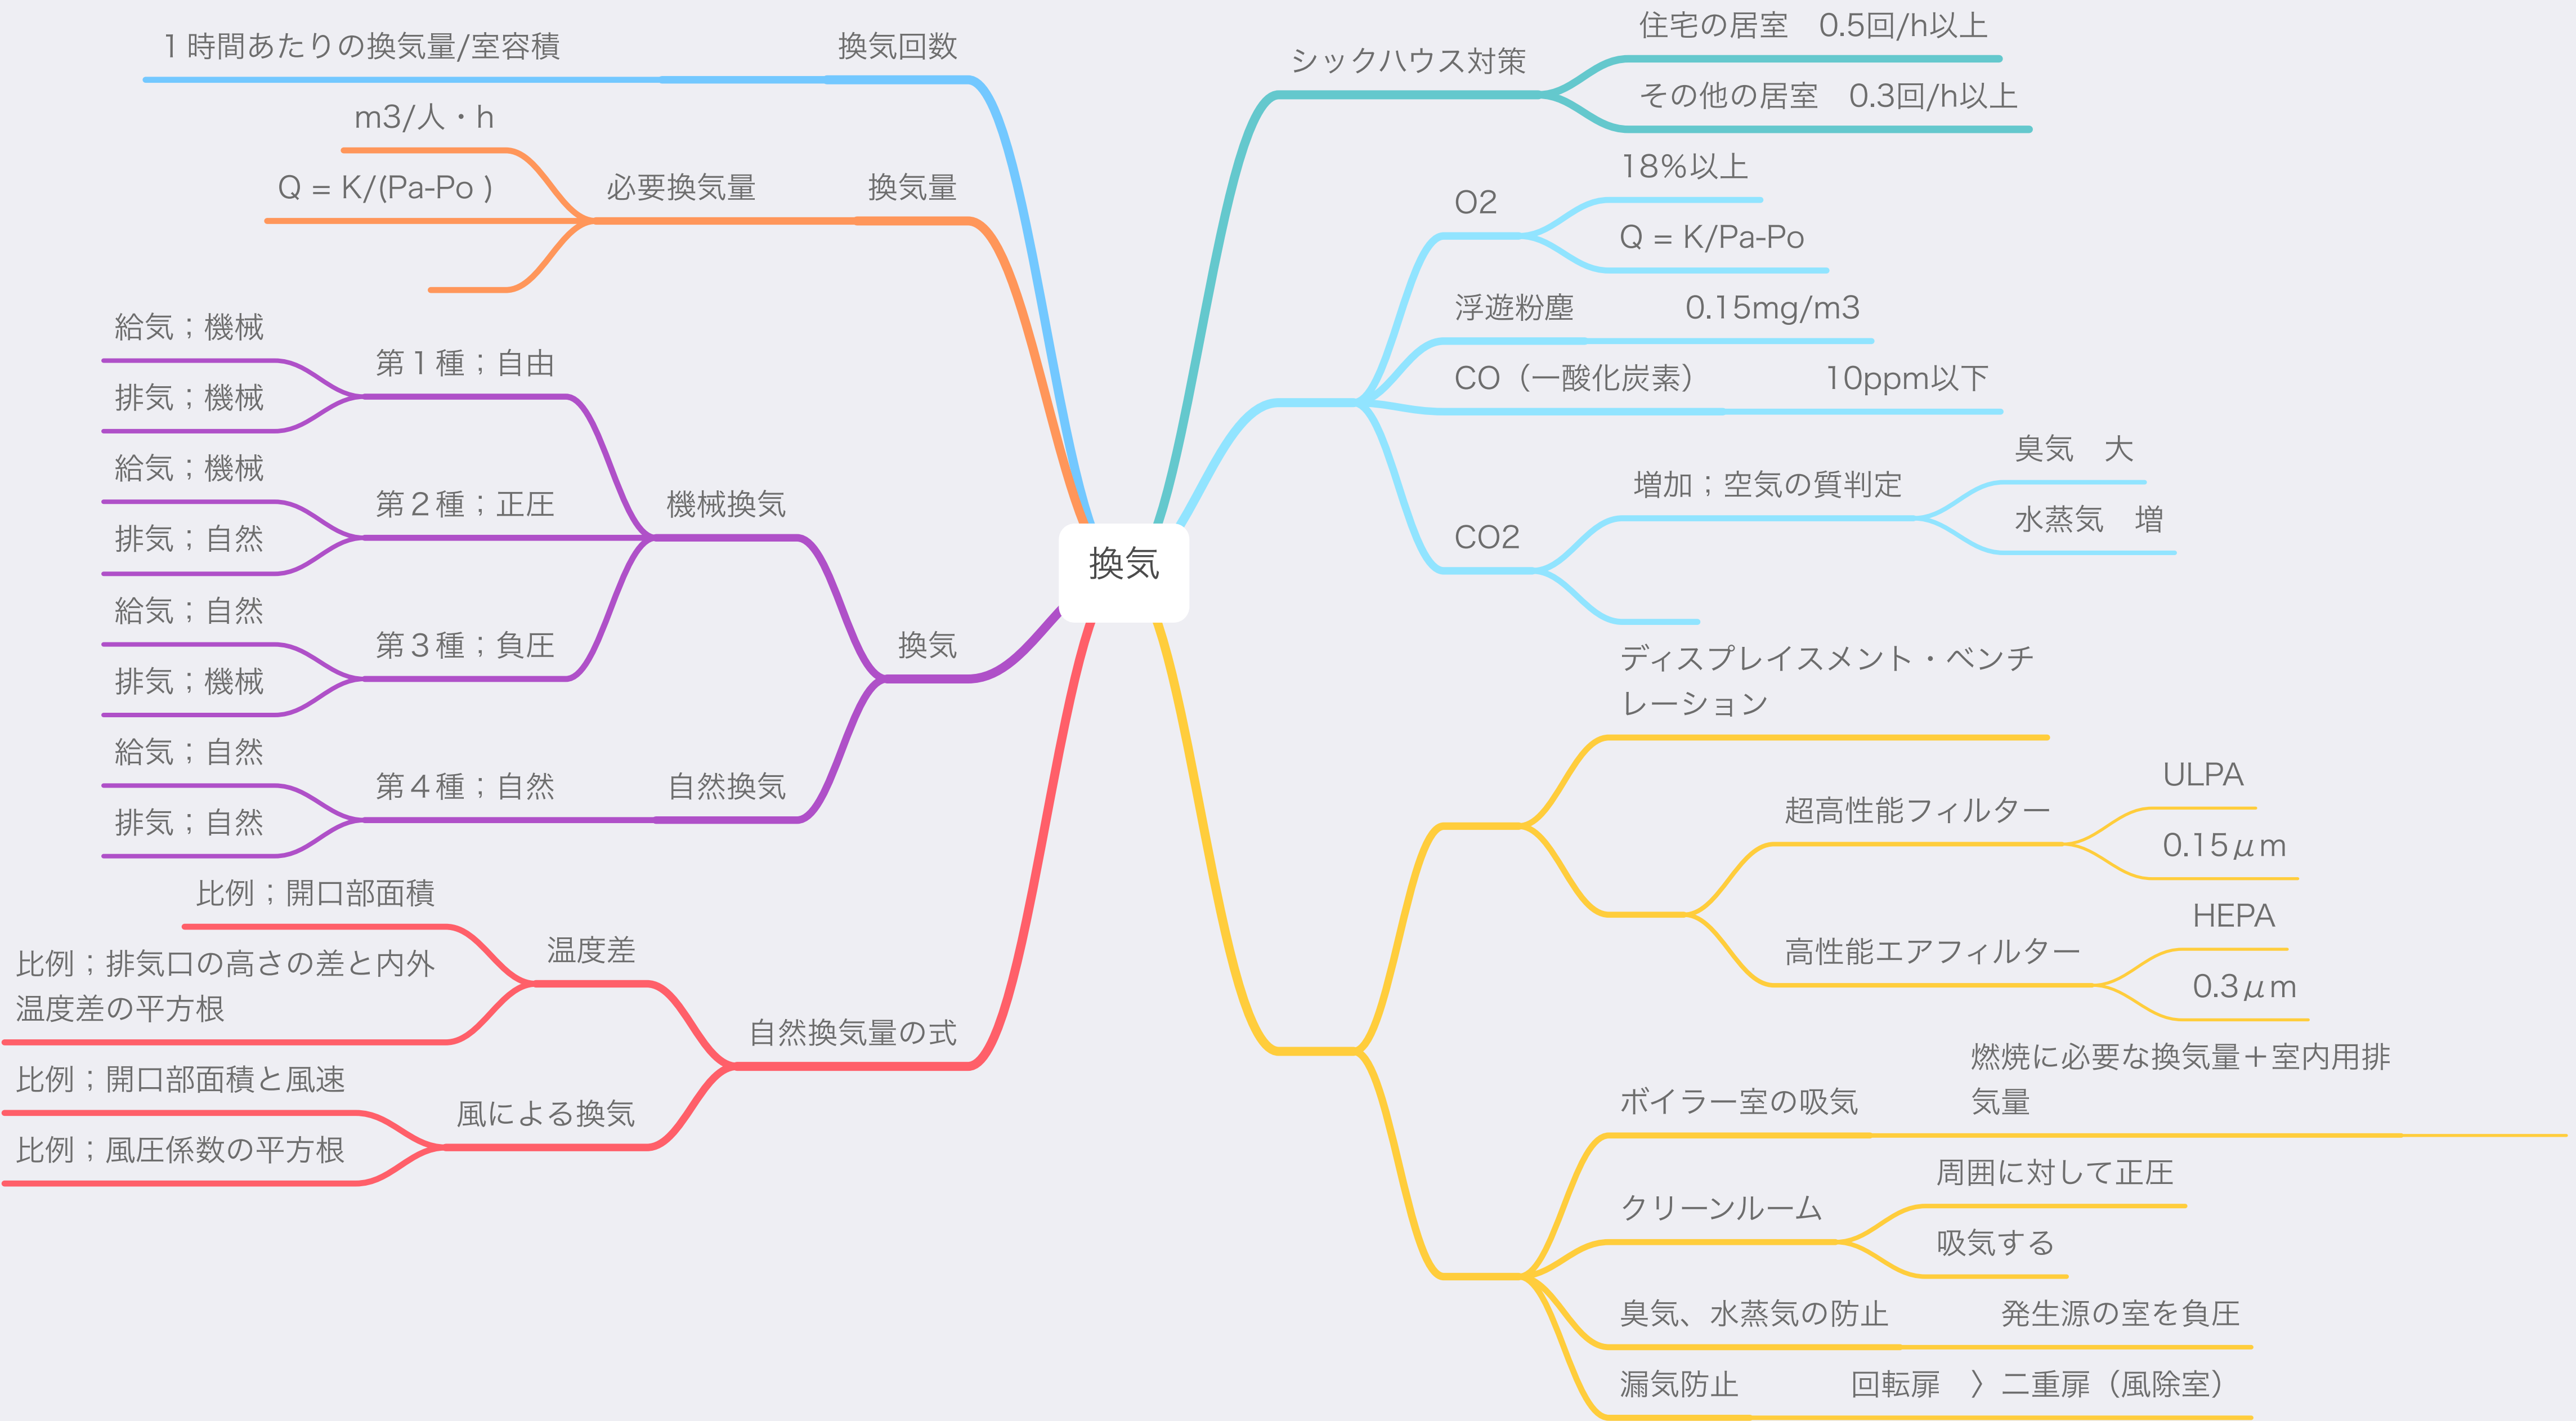 換気
換気回数
１時間あたりの換気量/室容積
換気量
必要換気量
m3/人・h
Q = K/(Pa-Po )
換気
機械換気
第１種；自由
給気；機械
排気；機械
第２種；正圧
給気；機械
排気；自然
第３種；負圧
給気；自然
排気；機械
自然換気
第４種；自然
給気；自然
排気；自然
自然換気量の式
温度差
比例；開口部面積
比例；排気口の高さの差と内外
温度差の平方根
風による換気
比例；開口部面積と風速
比例；風圧係数の平方根
シックハウス対策
住宅の居室　0.5回/h以上
その他の居室　0.3回/h以上
O2
18%以上
Q = K/Pa-Po
浮遊粉塵
0.15mg/m3
CO（一酸化炭素）
10ppm以下
CO2
増加；空気の質判定
臭気　大
水蒸気　増
ディスプレイスメント・ベンチ
レーション
超高性能フィルター
ULPA
0.15μm
高性能エアフィルター
HEPA
0.3μm
ボイラー室の吸気
燃焼に必要な換気量＋室内用排
気量
クリーンルーム
周囲に対して正圧
吸気する
臭気、水蒸気の防止
発生源の室を負圧
漏気防止
回転扉　〉二重扉（風除室）